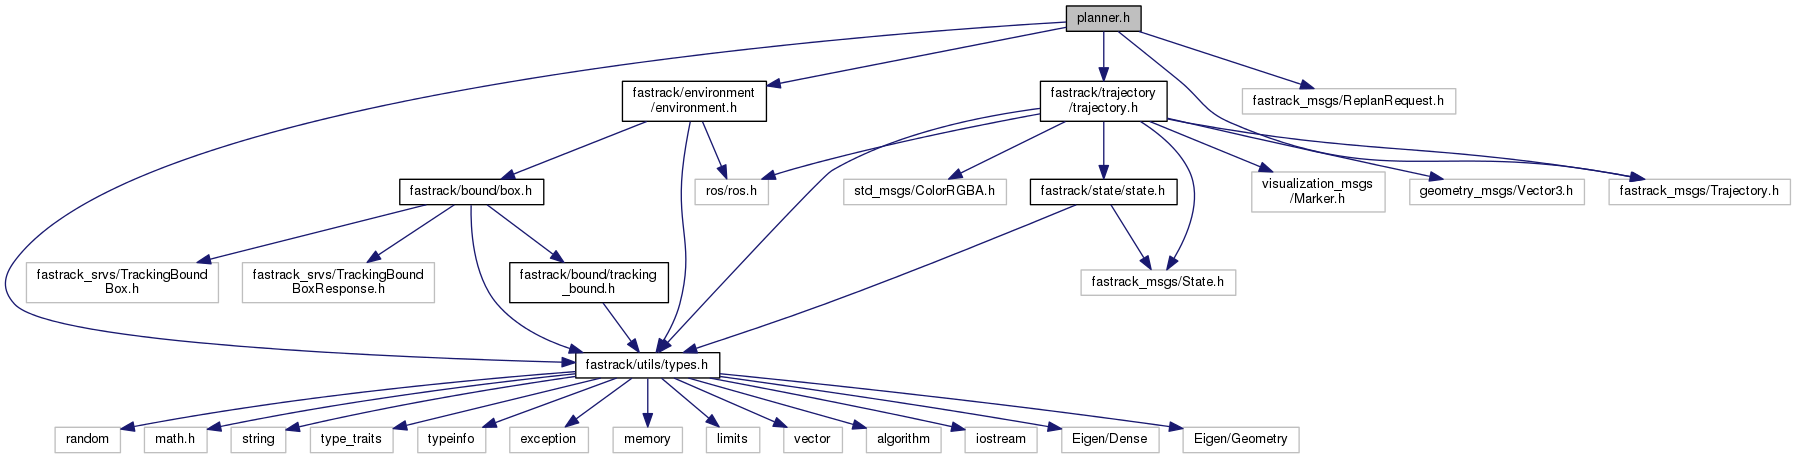 planner.h
fastrack/environment
/environment.h
fastrack/trajectory
/trajectory.h
fastrack_msgs/ReplanRequest.h
fastrack/bound/box.h
ros/ros.h
std_msgs/ColorRGBA.h
fastrack/state/state.h
visualization_msgs
/Marker.h
geometry_msgs/Vector3.h
fastrack_msgs/Trajectory.h
fastrack_srvs/TrackingBound
Box.h
fastrack_srvs/TrackingBound
BoxResponse.h
fastrack/bound/tracking
_bound.h
fastrack_msgs/State.h
fastrack/utils/types.h
random
math.h
string
type_traits
typeinfo
exception
memory
limits
vector
algorithm
iostream
Eigen/Dense
Eigen/Geometry